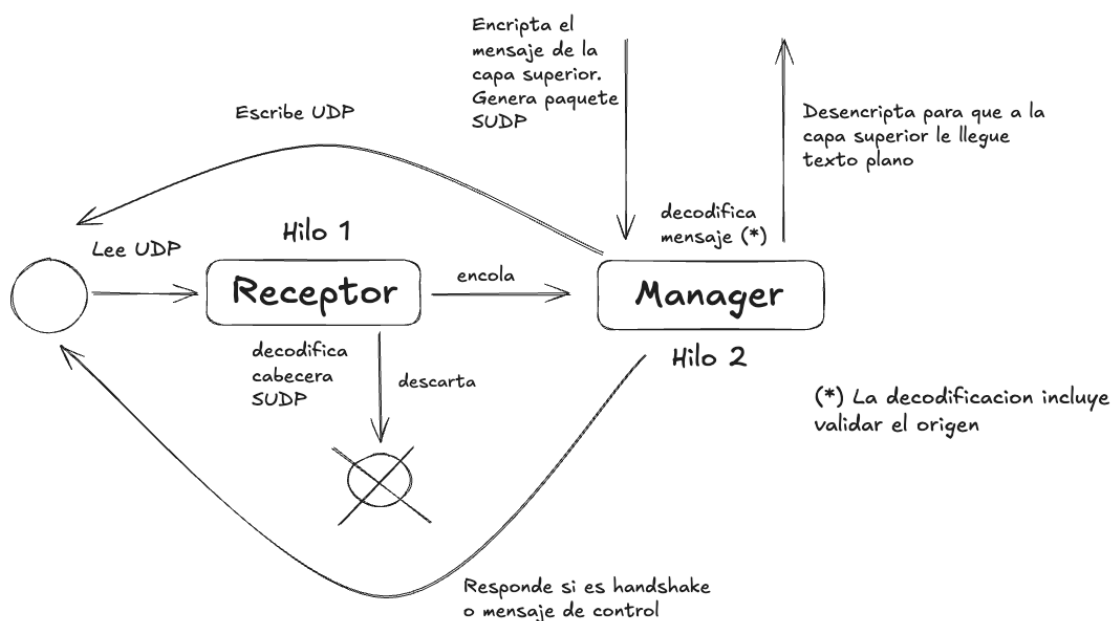 Encripta el
mensaje de la
capa superior.
Genera paquete
SUDP
Escribe UDP
Desencripta para que a la
capa superior le llegue
texto plano
decodifica
mensaje (*)
Lee UDP
Hilo 1
Receptor
encola
Manager
Hilo 2
decodifica
cabecera
SUDP
descarta
(*) La decodificacion incluye
validar el origen
Responde si es handshake
o mensaje de control